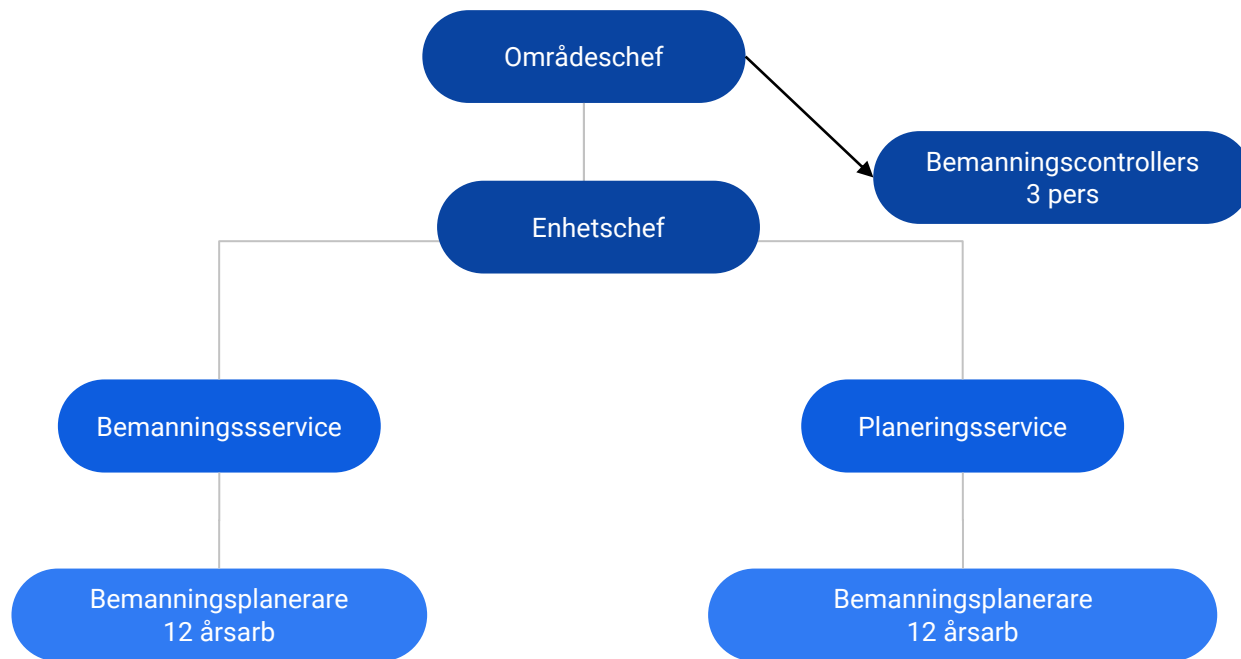 Områdeschef
Bemanningscontrollers
3 pers
Enhetschef
Bemanningssservice
Planeringsservice
Bemanningsplanerare
12 årsarb
Bemanningsplanerare
12 årsarb